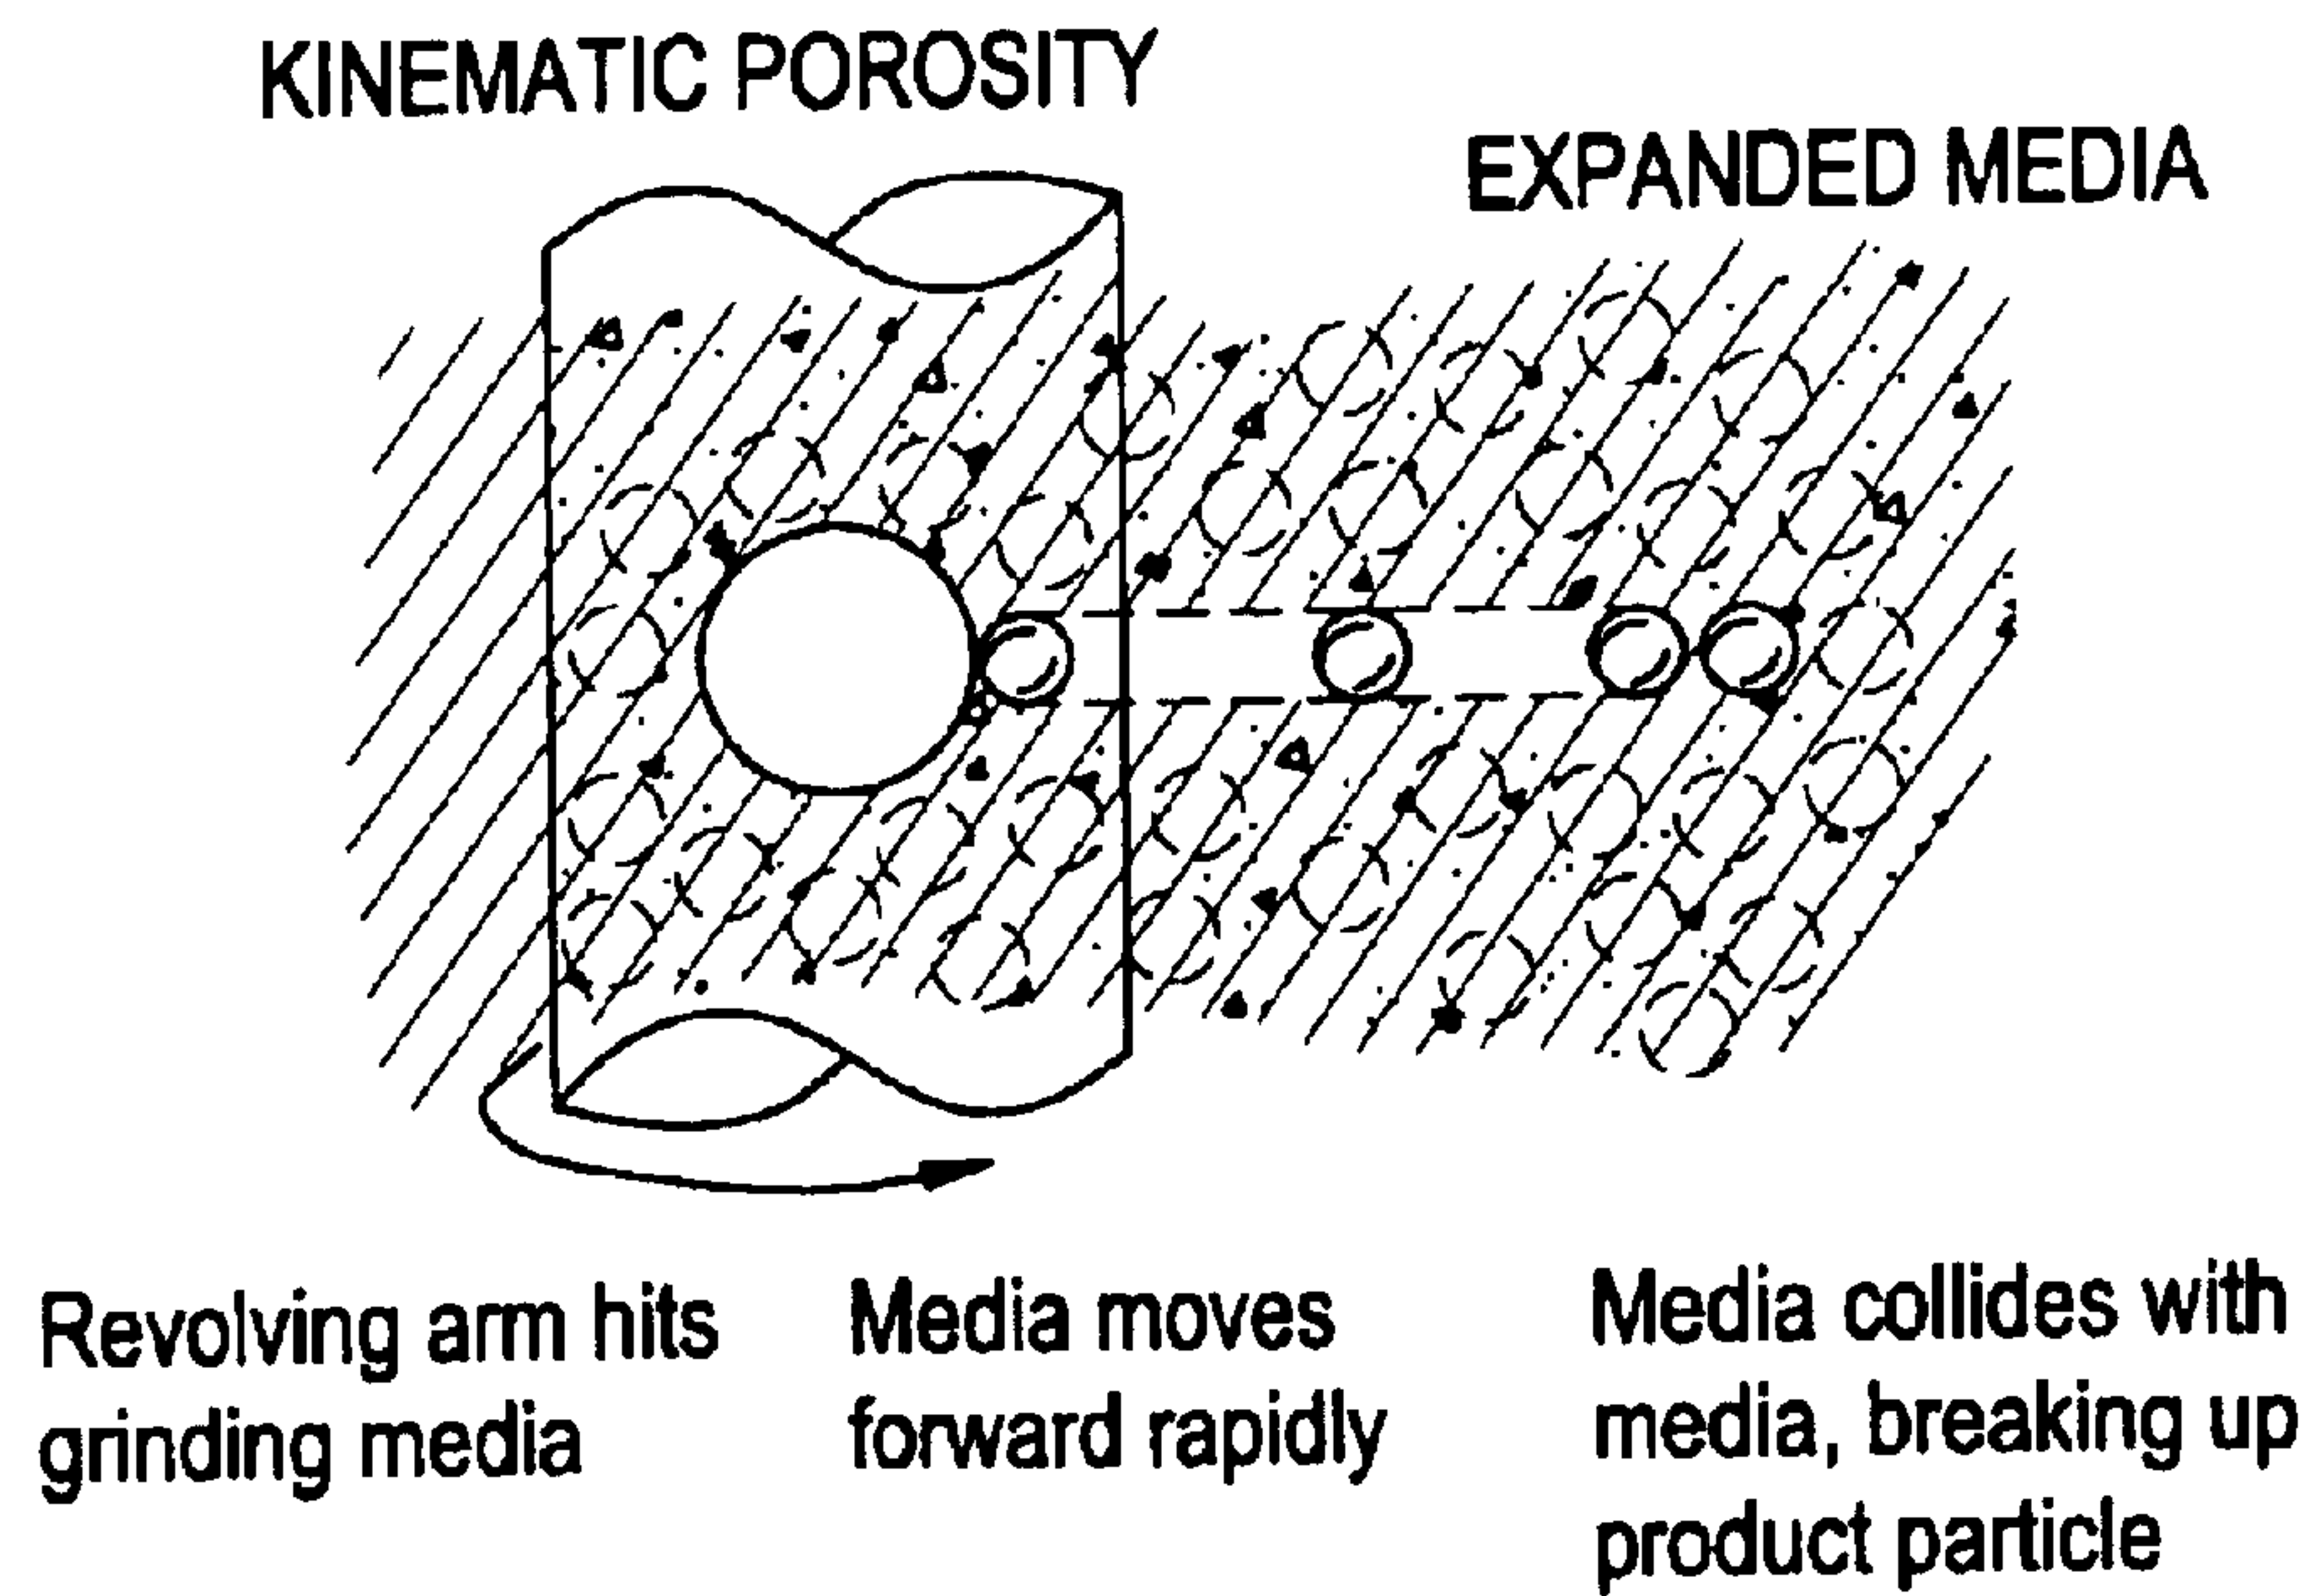 KINEMATIC POROSITY
EXPANDED MEDIA
Revolving arm hits
grinding media
Media moves
forward rapidly
Media collides with
media, breaking up
product particle